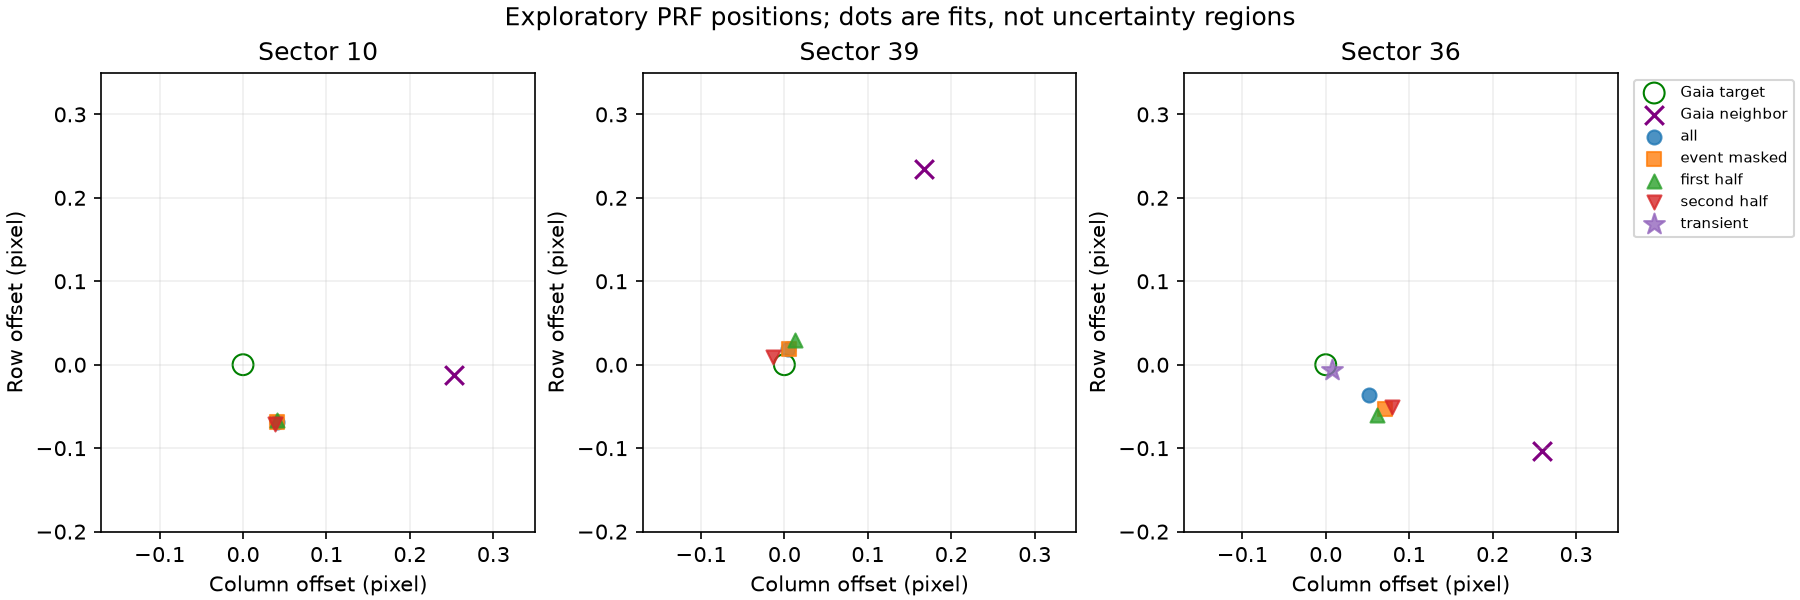 Exploratory PRF positions; dots are fits, not uncertainty regions
Sector 10
Row offset (pixel)
0.3
0.2
0.1
0.0
−0.1
−0.2
−0.1
0.0
0.1
0.2
0.3
Column offset (pixel)
Sector 39
Row offset (pixel)
0.3
0.2
0.1
0.0
−0.1
−0.2
−0.1
0.0
0.1
0.2
0.3
Column offset (pixel)
Sector 36
Row offset (pixel)
0.3
0.2
0.1
0.0
−0.1
−0.2
−0.1
0.0
0.1
0.2
0.3
Column offset (pixel)
Gaia target
Gaia neighbor
all
event masked
first half
second half
transient